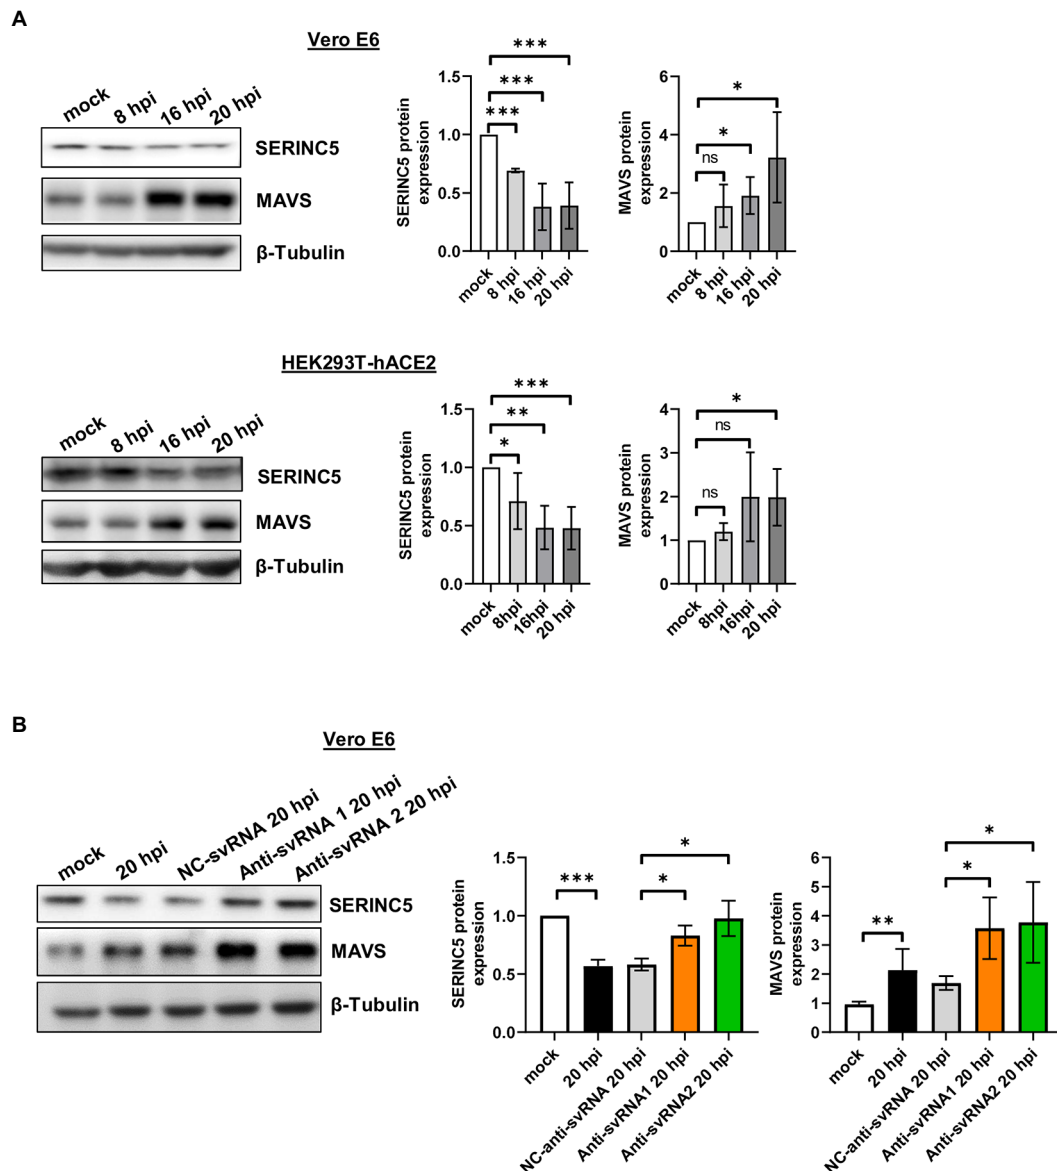 A
Vero E6
mock
8 hpi
16 hpi
20 hpi
SERINC5
MAVS
β-Tubulin
SERINC5 protein
expression
1.5
1.0
0.5
0.0
***
***
***
mock
8 hpi
16 hpi
20 hpi
MAVS protein
expression
6
4
2
0
*
*
ns
mock
8 hpi
16 hpi
20 hpi
HEK293T-hACE2
mock
8 hpi
16 hpi
20 hpi
SERINC5
MAVS
β-Tubulin
SERINC5 protein
expression
1.5
1.0
0.5
0.0
***
**
*
mock
8hpi
16hpi
20 hpi
MAVS protein
expression
4
3
2
1
0
*
ns
ns
mock
8hpi
16hpi
20 hpi
B
Vero E6
mock
20 hpi
NC-svRNA 20 hpi
Anti-svRNA 1 20 hpi
Anti-svRNA 2 20 hpi
SERINC5
MAVS
β-Tubulin
SERINC5 protein
expression
1.5
1.0
0.5
0.0
***
*
*
mock
20 hpi
NC-anti-svRNA 20 hpi
Anti-svRNA1 20 hpi
Anti-svRNA2 20 hpi
MAVS protein
expression
6
5
4
3
2
1
0
**
*
*
mock
20 hpi
NC-anti-svRNA 20 hpi
Anti-svRNA1 20 hpi
Anti-svRNA2 20 hpi